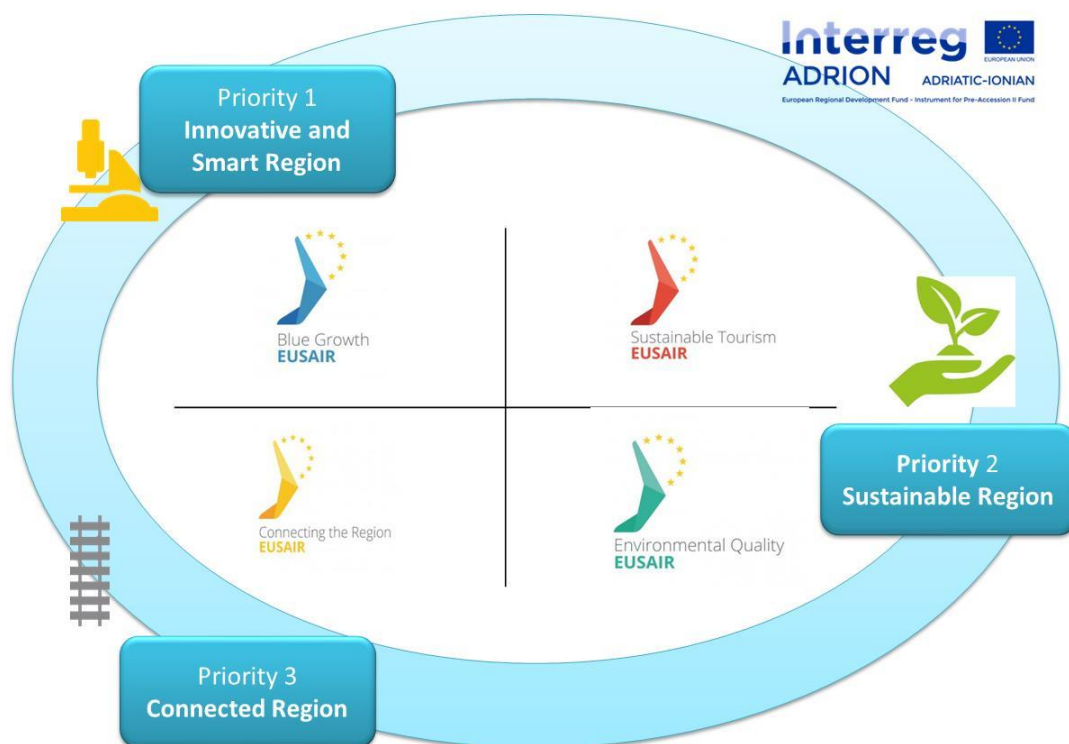 Interreg
EUROPEAN UNION
ADRION ADRIATIC-IONIAN
European Regional Development Fund - Instrument for Pre-Accession II Fund
Priority 1
Innovative and
Smart Region
Blue Growth
EUSAIR
Sustainable Tourism
EUSAIR
Connecting the Region
EUSAIR
Environmental Quality
EUSAIR
Priority 2
Sustainable Region
Priority 3
Connected Region